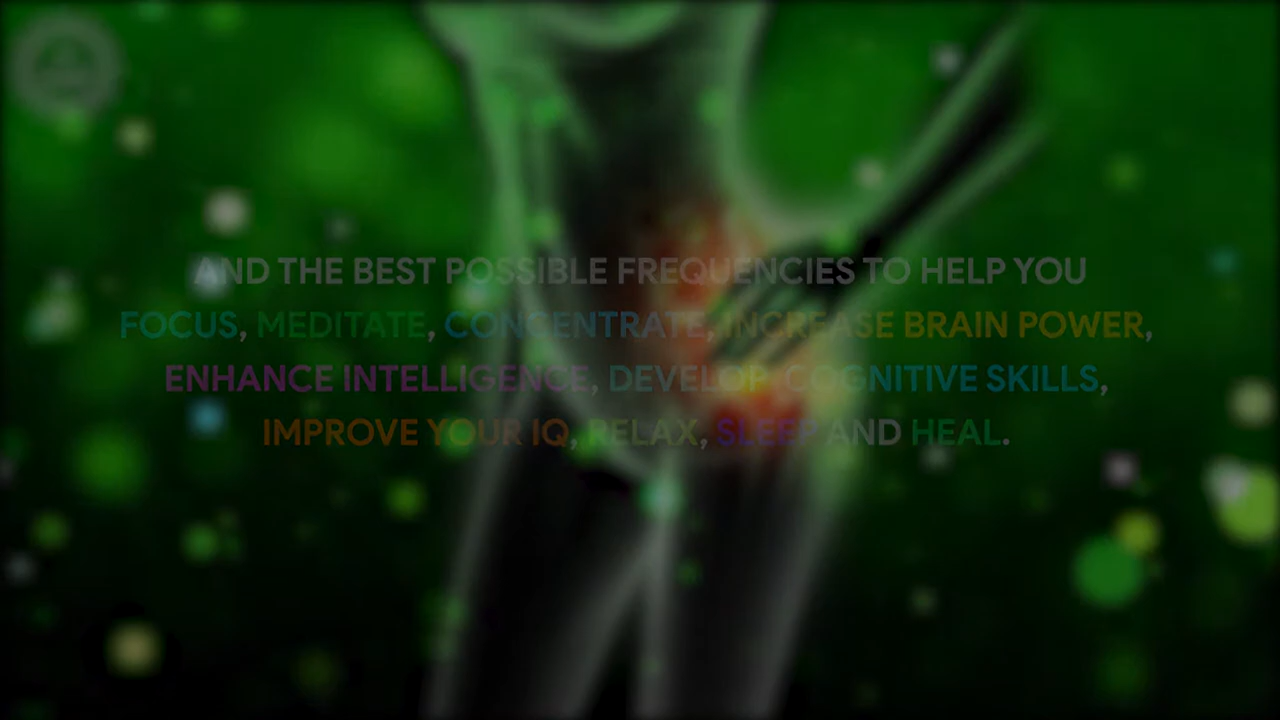 AND THE BEST POSSIBLE FREQUENCIES TO HELP YOU
FOCUS, MEDITATE, CONCENTRATE, INCREASE BRAIN POWER,
ENHANCE INTELLIGENCE, DEVELOP COGNITIVE SKILLS,
IMPROVE YOUR IQ, RELAX, SLEEP AND HEAL.